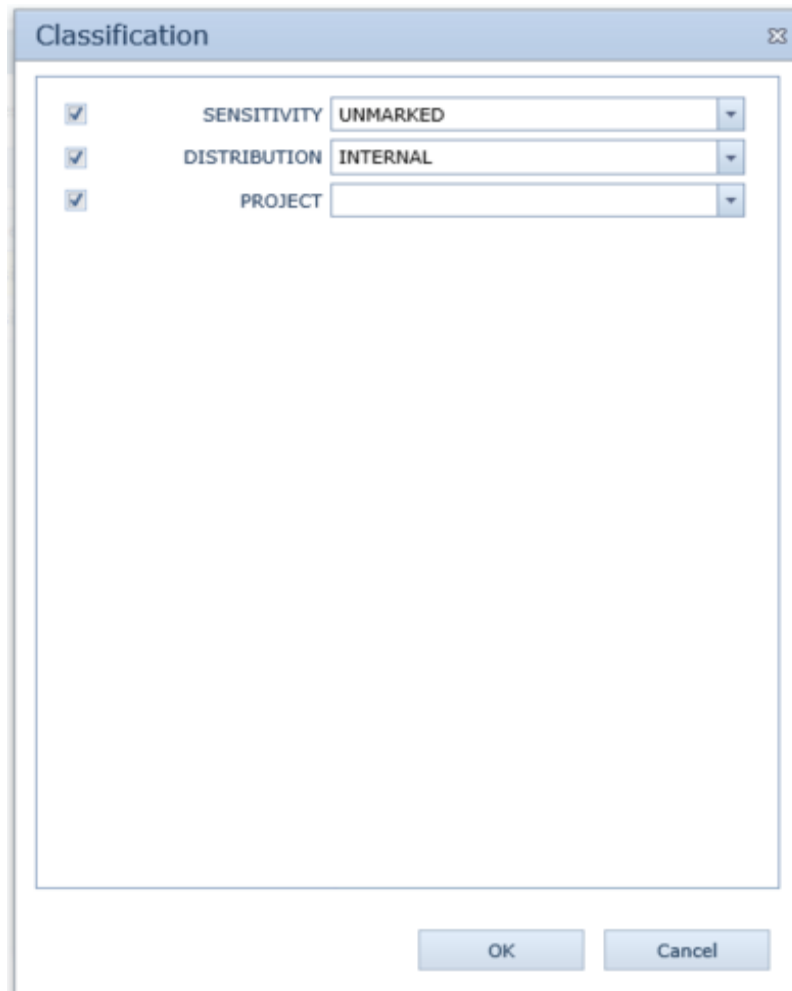 Classification
SENSITIVITY UNMARKED
DISTRIBUTION INTERNAL
PROJECT
OK Cancel